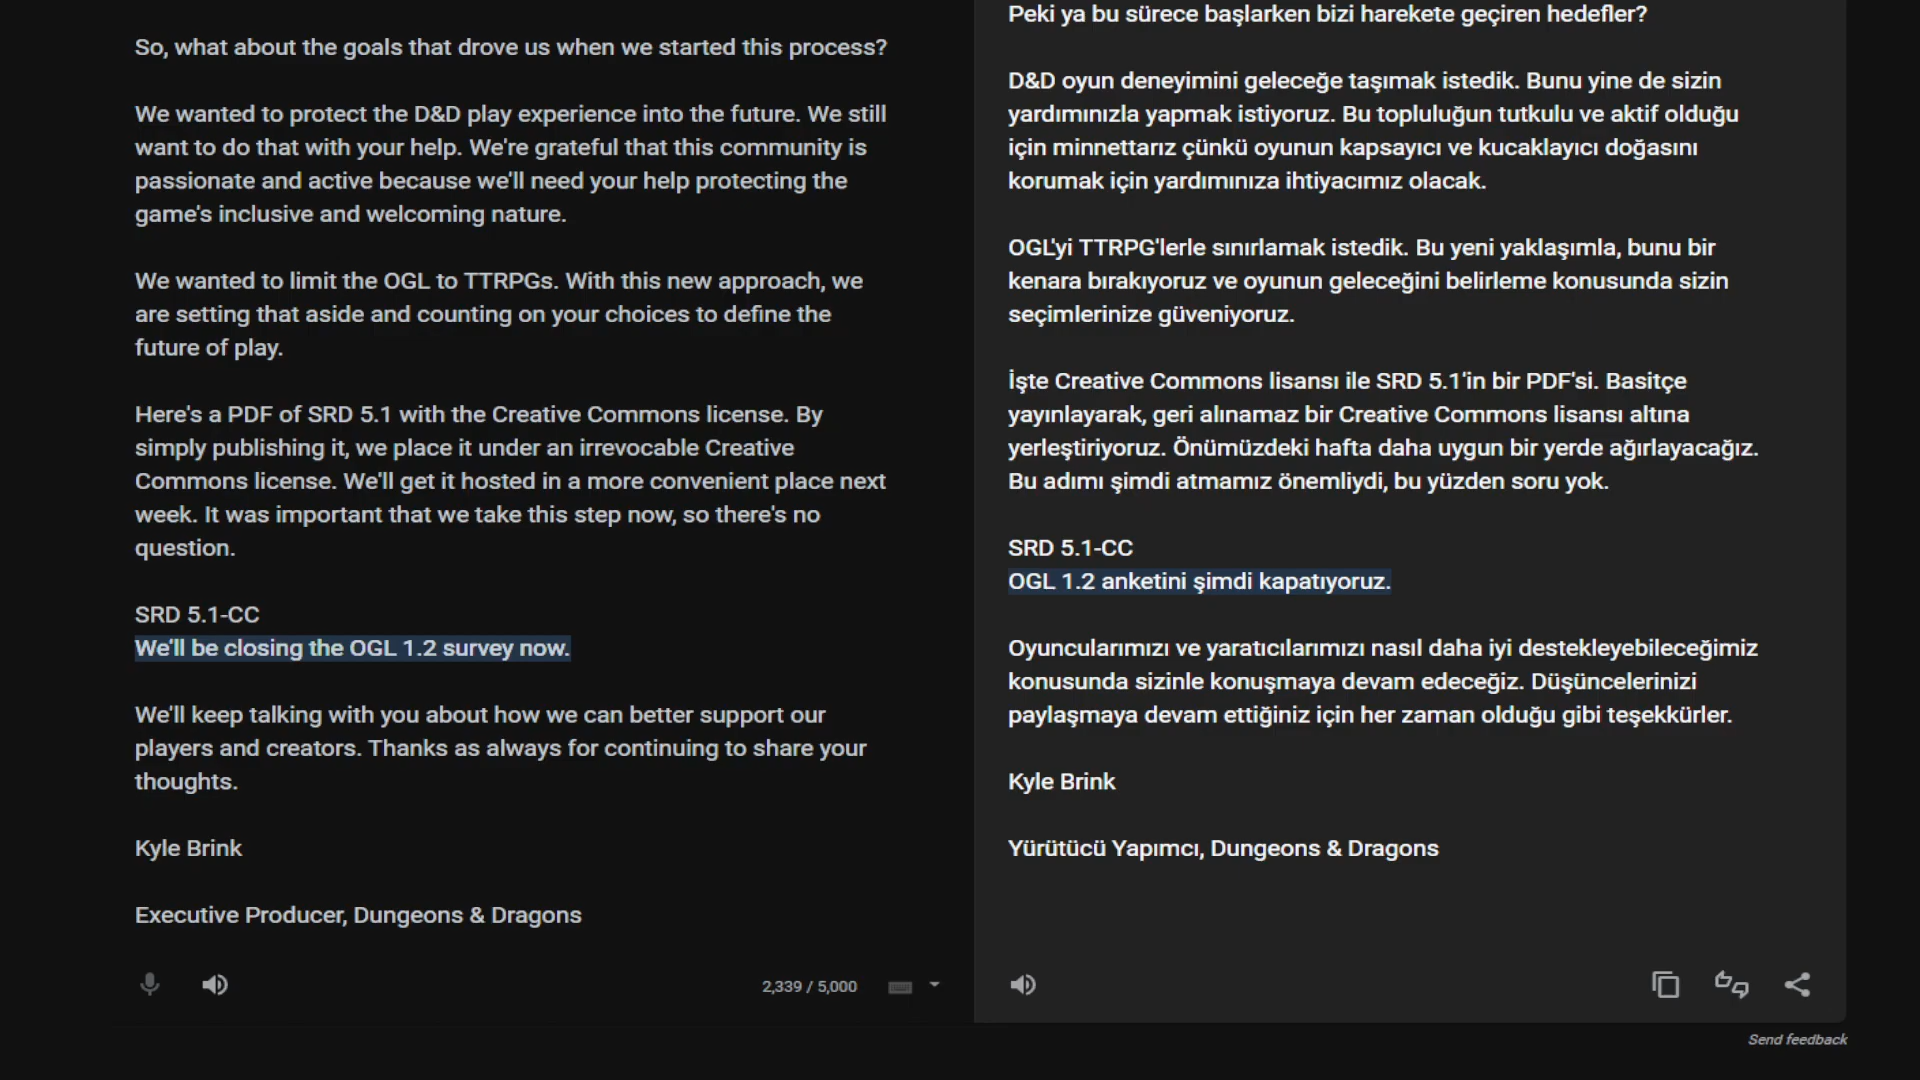 So, what about the goals that drove us when we started this process?
We wanted to protect the D&D play experience into the future. We still
want to do that with your help. We're grateful that this community is
passionate and active because we'll need your help protecting the
game's inclusive and welcoming nature.
We wanted to limit the OGL to TTRPGs. With this new approach, we
are setting that aside and counting on your choices to define the
future of play.
Here's a PDF of SRD 5.1 with the Creative Commons license. By
simply publishing it, we place it under an irrevocable Creative
Commons license. We'll get it hosted in a more convenient place next
week. It was important that we take this step now, so there's no
question.
SRD 5.1-CC
We'll be closing the OGL 1.2 survey now.
We'll keep talking with you about how we can better support our
players and creators. Thanks as always for continuing to share your
thoughts.
Kyle Brink
Executive Producer, Dungeons & Dragons
2,339 / 5,000
Peki ya bu sürece başlarken bizi harekete geçiren hedefler?
D&D oyun deneyimini geleceğe taşımak istedik. Bunu yine de sizin
yardımınızla yapmak istiyoruz. Bu topluluğun tutkulu ve aktif olduğu
için minnettarız çünkü oyunun kapsayıcı ve kucaklayıcı doğasını
korumak için yardımınıza ihtiyacımız olacak.
OGL'yi TTRPG'lerle sınırlamak istedik. Bu yeni yaklaşımla, bunu bir
kenara bırakıyoruz ve oyunun geleceğini belirleme konusunda sizin
seçimlerinize güveniyoruz.
İşte Creative Commons lisansı ile SRD 5.1'in bir PDF'si. Basitçe
yayınlayarak, geri alınamaz bir Creative Commons lisansı altına
yerleştiriyoruz. Önümüzdeki hafta daha uygun bir yerde ağırlayacağız.
Bu adımı şimdi atmamız önemliydi, bu yüzden soru yok.
SRD 5.1-CC
OGL 1.2 anketini şimdi kapatıyoruz.
Oyuncularımızı ve yaratıcılarımızı nasıl daha iyi destekleyebileceğimiz
konusunda sizinle konuşmaya devam edeceğiz. Düşüncelerinizi
paylaşmaya devam ettiğiniz için her zaman olduğu gibi teşekkürler.
Kyle Brink
Yürütücü Yapımcı, Dungeons & Dragons
Send feedback